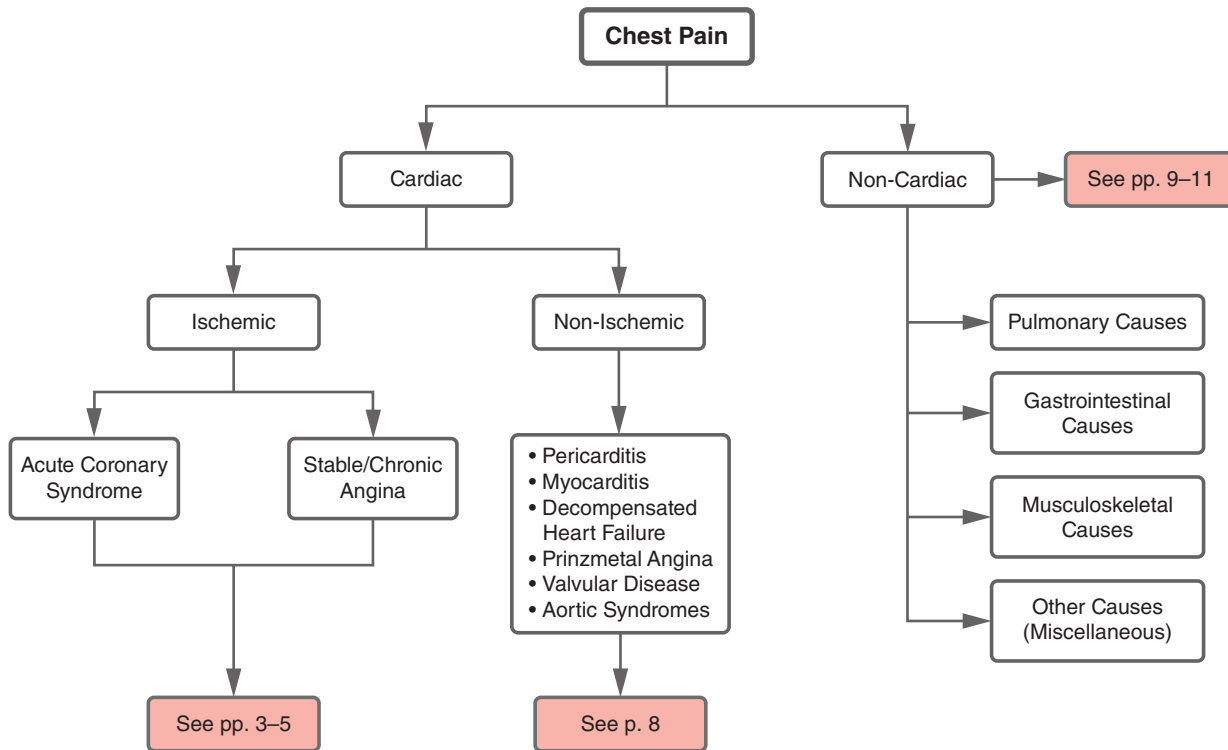 Chest Pain
Cardiac
Non-Cardiac
See pp. 9–11
Ischemic
Non-Ischemic
Pulmonary Causes
Gastrointestinal
Causes
Acute Coronary
Syndrome
Stable/Chronic
Angina
• Pericarditis
• Myocarditis
• Decompensated
Heart Failure
• Prinzmetal Angina
• Valvular Disease
• Aortic Syndromes
Musculoskeletal
Causes
Other Causes
(Miscellaneous)
See pp. 3–5
See p. 8